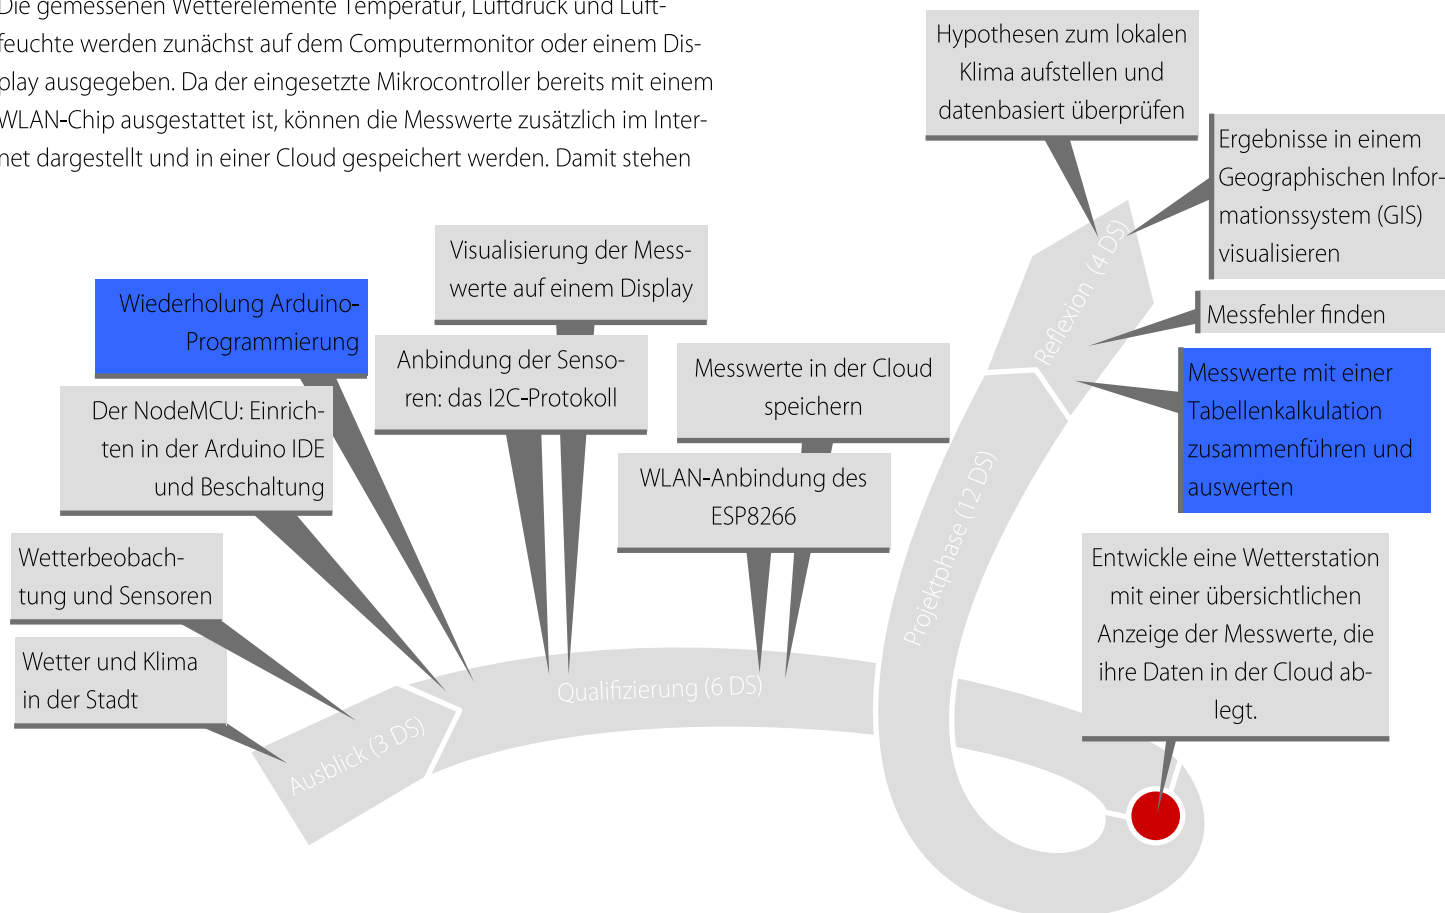 Die gemessenen Wetterelemente Temperatur, Luftdruck und Luft-
feuchte werden zunächst auf dem Computermonitor oder einem Dis-
play ausgegeben. Da der eingesetzte Mikrocontroller bereits mit einem
WLAN-Chip ausgestattet ist, können die Messwerte zusätzlich im Inter-
net dargestellt und in einer Cloud gespeichert werden. Damit stehen
Hypothesen zum lokalen
Klima aufstellen und
datenbasiert überprüfen
Ergebnisse in einem
Geographischen Infor-
mationssystem (GIS)
visualisieren
Visualisierung der Mess-
werte auf einem Display
Wiederholung Arduino-
Programmierung
Messfehler finden
Anbindung der Senso-
ren: das I2C-Protokoll
Messwerte in der Cloud
speichern
Messwerte mit einer
Tabellenkalkulation
zusammenführen und
auswerten
Der NodeMCU: Einrich-
ten in der Arduino IDE
und Beschaltung
WLAN-Anbindung des
ESP8266
Wetterbeobach-
tung und Sensoren
Entwickle eine Wetterstation
mit einer übersichtlichen
Anzeige der Messwerte, die
ihre Daten in der Cloud ab-
legt.
Wetter und Klima
in der Stadt
Ausblick (3 DS)
Qualifizierung (6 DS)
Projektphase (12 DS)
Reflexion (4 DS)